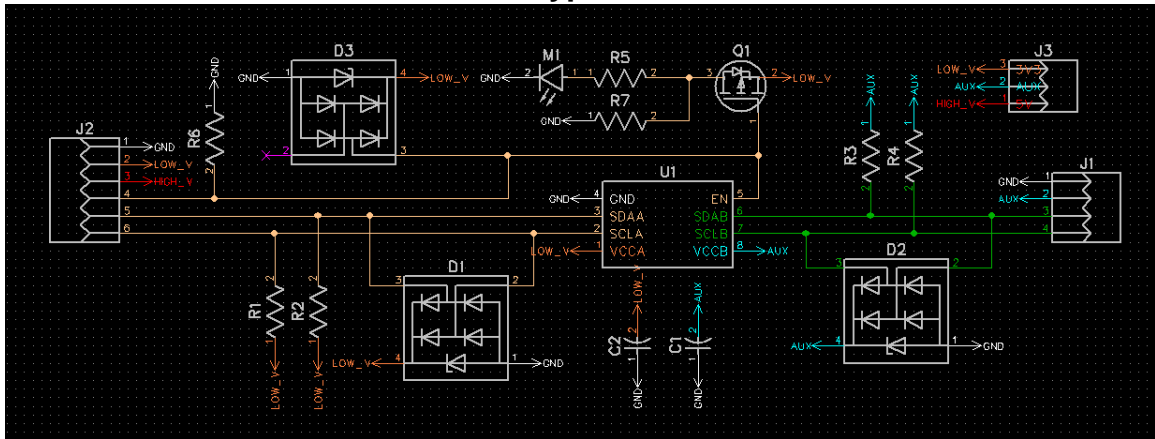 D3
M1
R5
Q1
J3
GND
1
4
LOW_V
GND
2
1
1
2
3
2
LOW_V
LOW_V
3
3V3
AUX
2
AUX
HIGH_V
1
5V
GND
1
R6
2
R7
GND
2
2
3
1
AUX
AUX
1
1
R3
R4
2
2
J2
1
GND
2
LOW_V
3
HIGH_V
4
5
6
U1
GND
4
GND
EN
5
3
SDAA
SDAB
6
2
SCLA
SCLB
7
LOW_V
1
VCCA
VCCB
8
AUX
J1
GND
1
AUX
2
3
4
D1
3
2
LOW_V
4
1
GND
D2
3
2
AUX
4
1
GND
2
2
R1
R2
1
1
LOW_V
LOW_V
LOW_V
AUX
2
2
C2
C1
1
1
GND
GND